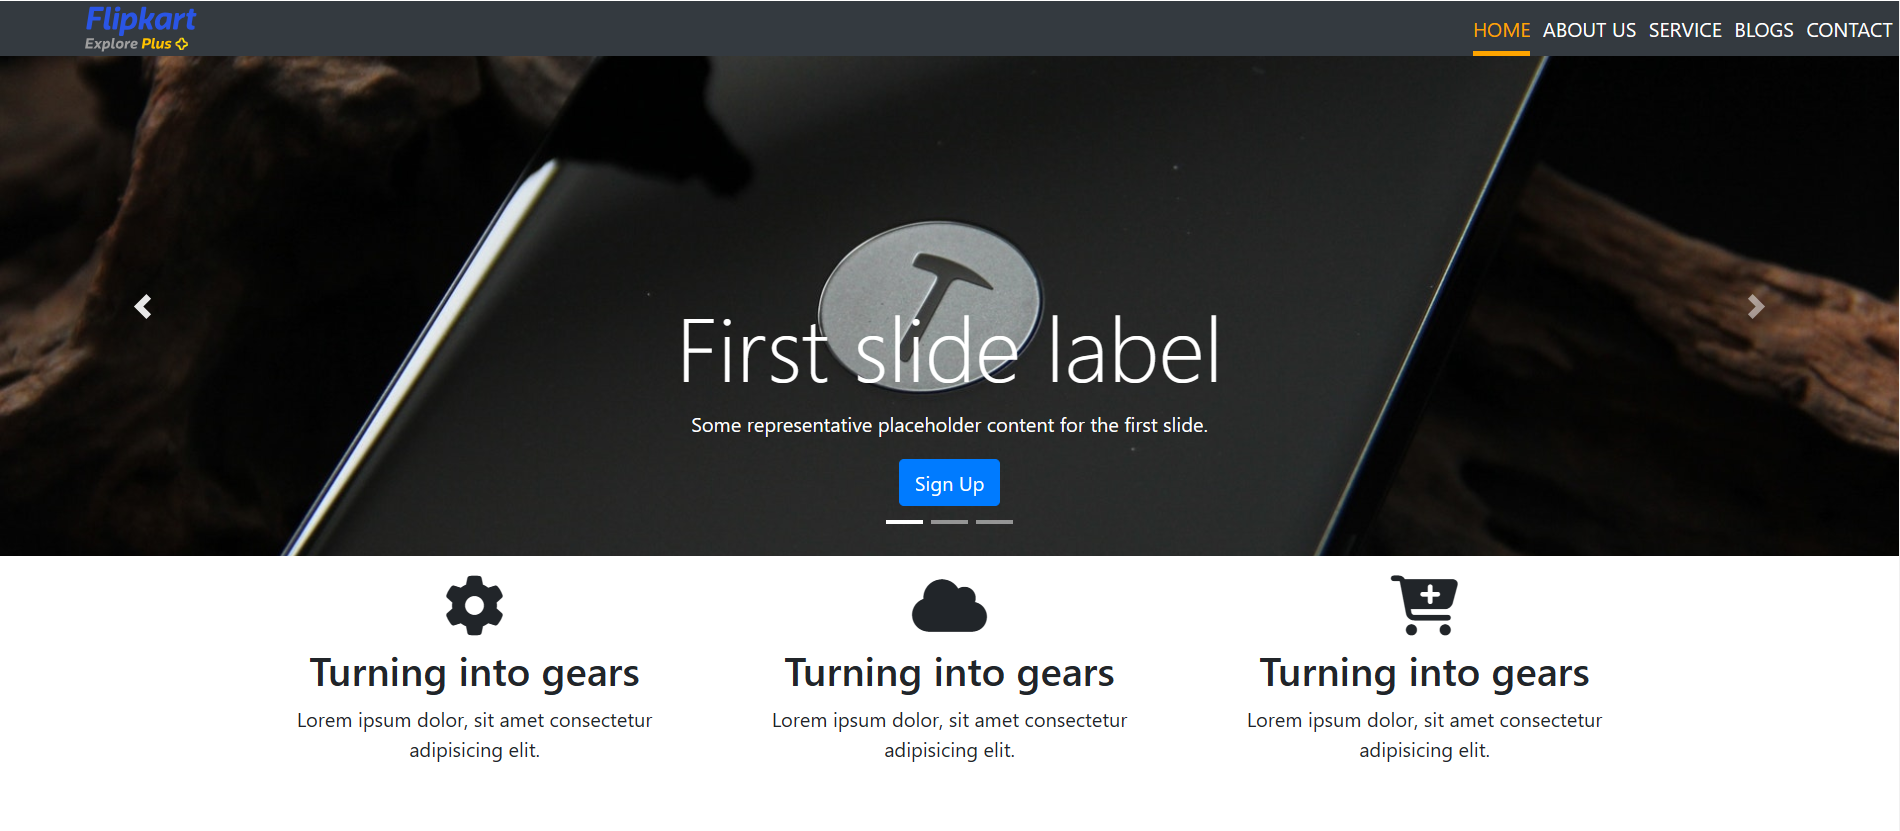 Flipkart
Explore Plus
HOME ABOUT US SERVICE BLOGS CONTACT
First slide label
Some representative placeholder content for the first slide.
Sign Up
Turning into gears
Lorem ipsum dolor, sit amet consectetur
adipisicing elit.
Turning into gears
Lorem ipsum dolor, sit amet consectetur
adipisicing elit.
Turning into gears
Lorem ipsum dolor, sit amet consectetur
adipisicing elit.